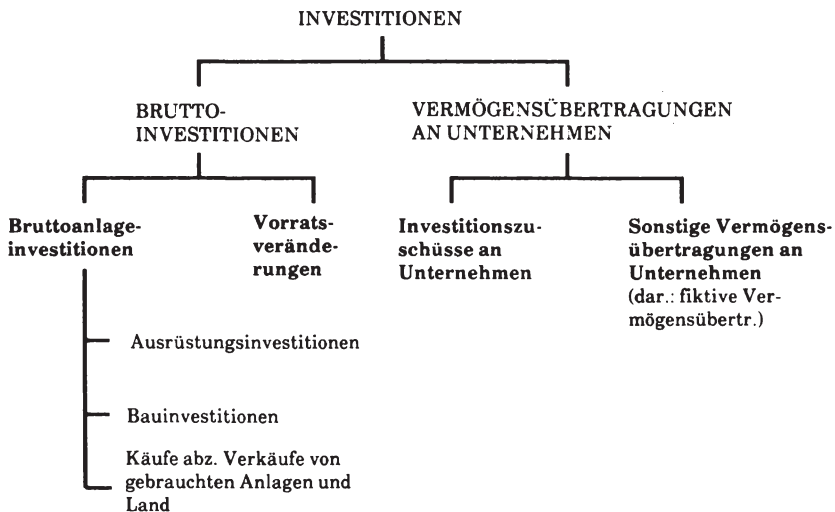 INVESTITIONEN
BRUTTO-
INVESTITIONEN
VERMÖGENSÜBERTRAGUNGEN
AN UNTERNEHMEN
Bruttoanlage-
investitionen
Vorrats-
verände-
rungen
Investitionszu-
schüsse an
Unternehmen
Sonstige Vermögens-
übertragungen an
Unternehmen
(dar.: fiktive Ver-
mögensübertr.)
Ausrüstungsinvestitionen
Bauinvestitionen
Käufe abz. Verkäufe von
gebrauchten Anlagen und
Land